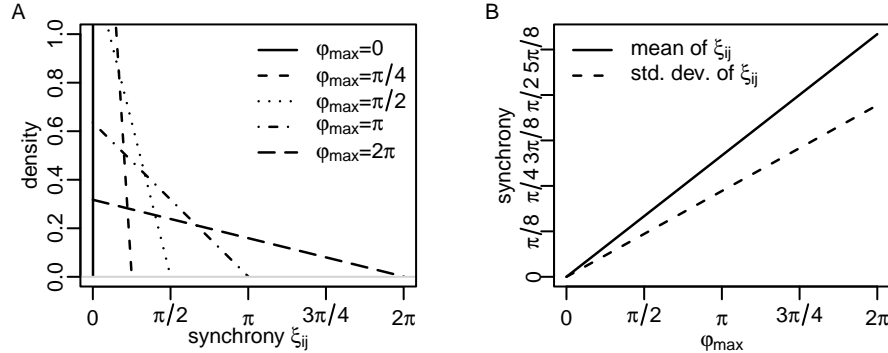 A
density
0.0 0.2 0.4 0.6 0.8 1.0
φmax=0
φmax=π/4
φmax=π/2
φmax=π
φmax=2π
0 π/2 π 3π/4 2π
synchrony ξij
B
synchrony
0 π/8 π/4 3π/8 π/2 5π/8
mean of ξij
std. dev. of ξij
0 π/2 π 3π/4 2π
φmax